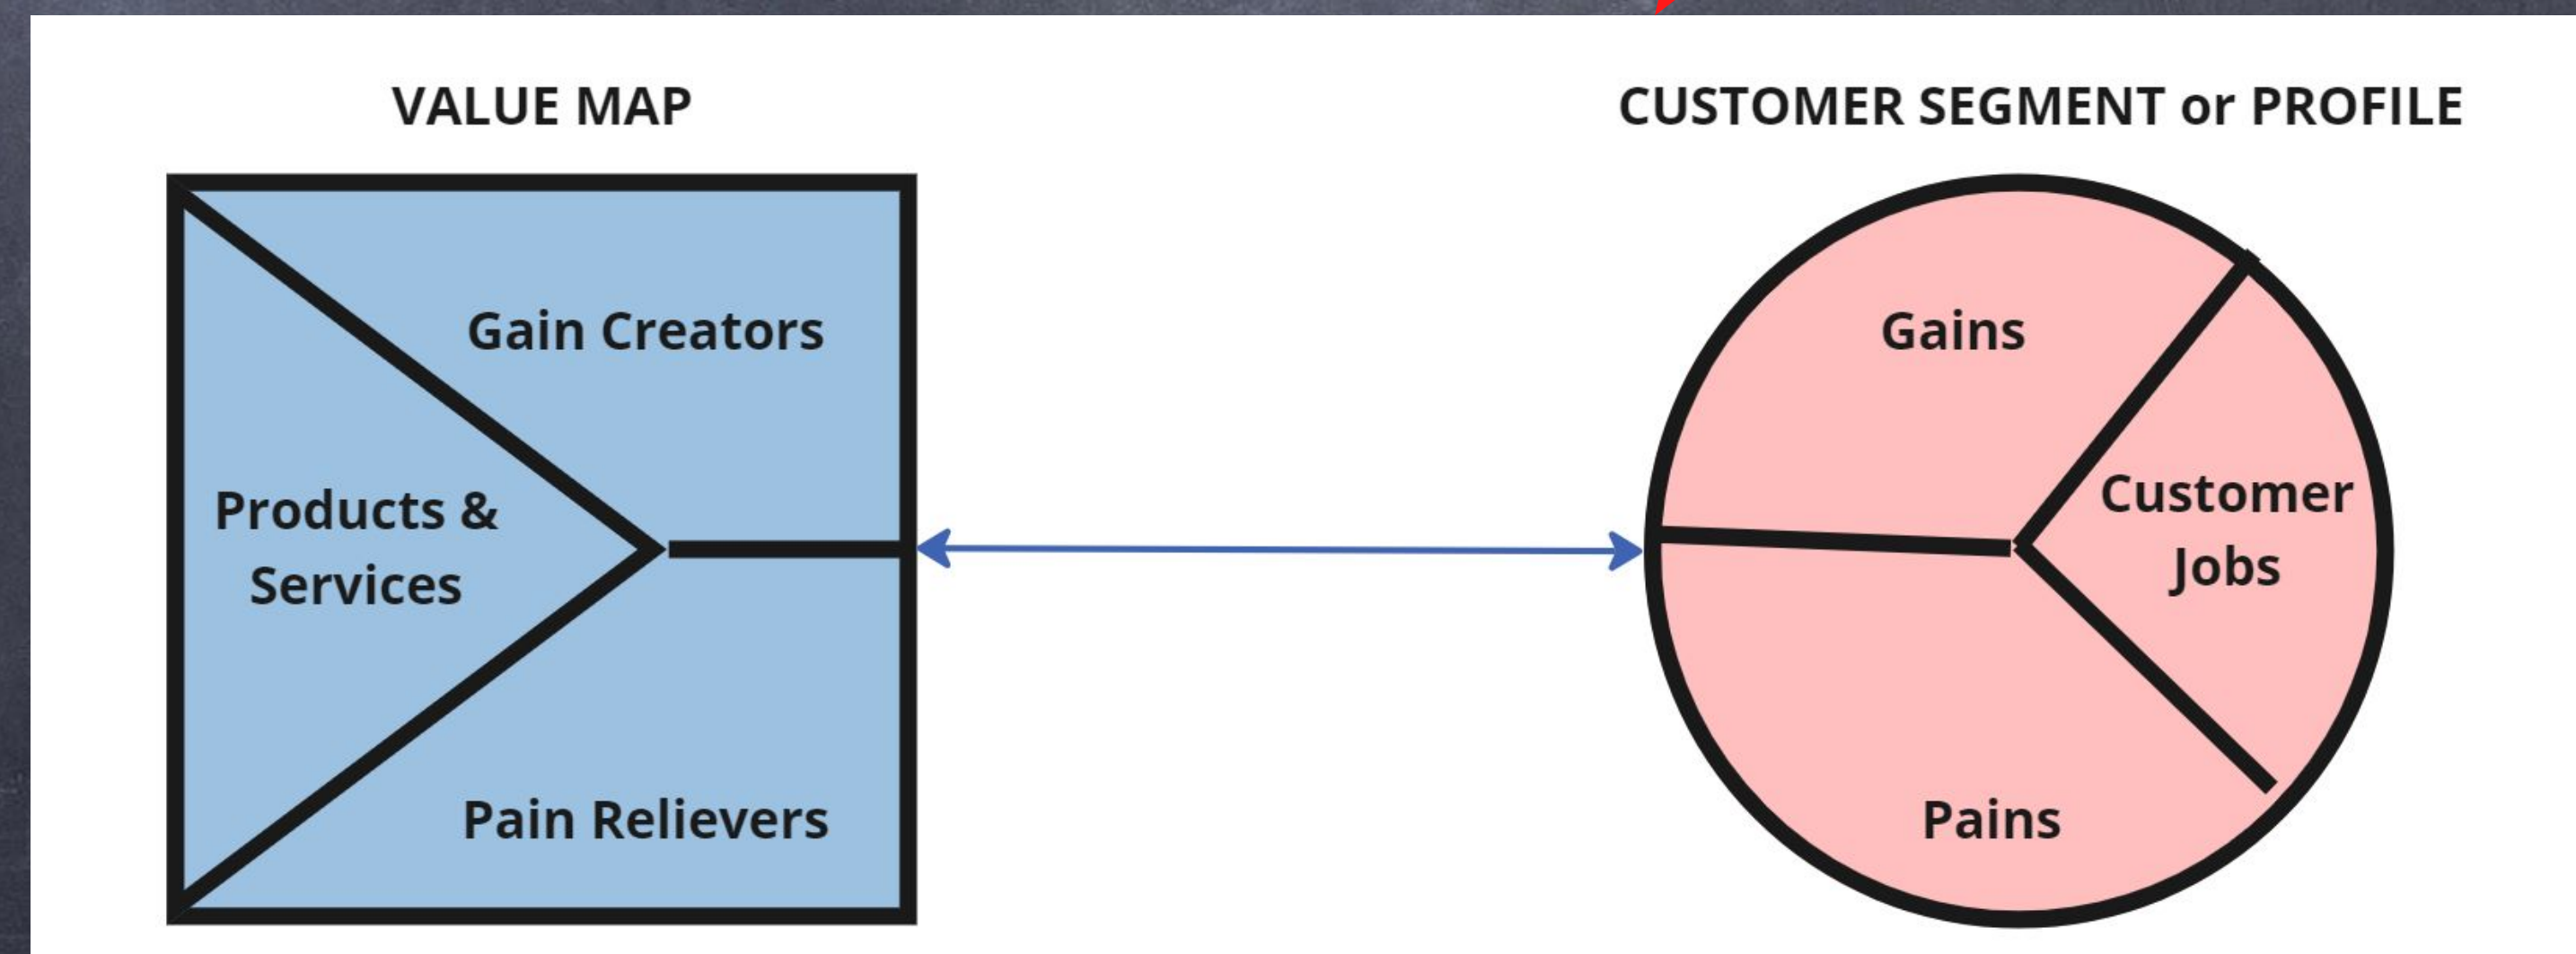 VALUE MAP
Gain Creators
Products &
Services
Pain Relievers
CUSTOMER SEGMENT or PROFILE
Gains
Customer
Jobs
Pains